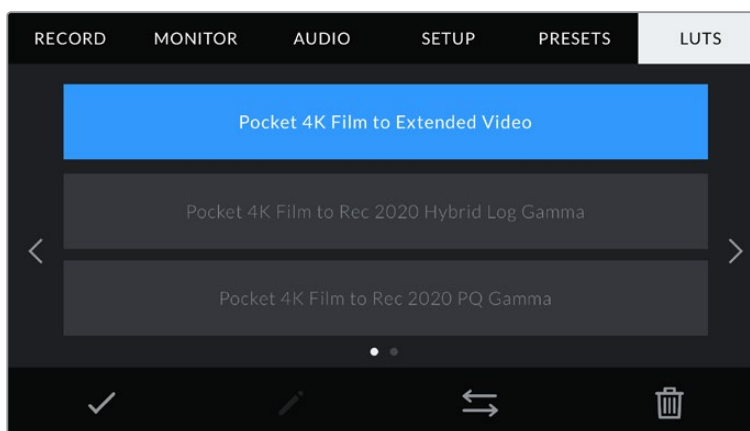 RECORD MONITOR AUDIO SETUP PRESETS LUTS
Pocket 4K Film to Extended Video
Pocket 4K Film to Rec 2020 Hybrid Log Gamma
Pocket 4K Film to Rec 2020 PQ Gamma